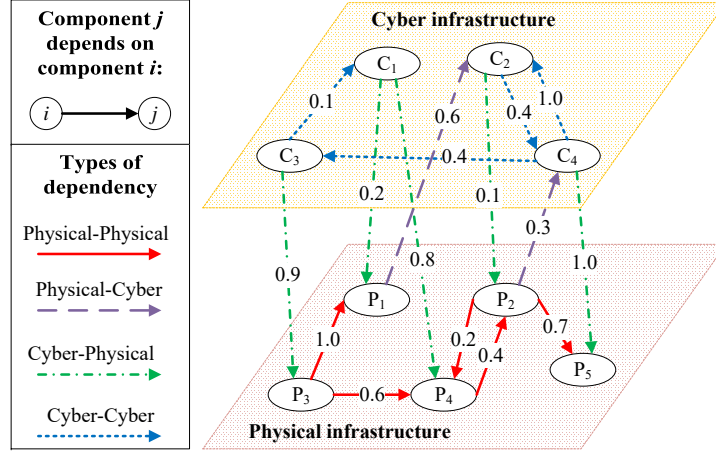 Component j
depends on
component i:
i
j
Types of
dependency
Physical-Physical
Physical-Cyber
Cyber-Physical
Cyber-Cyber
Cyber infrastructure
C1
C2
0.1
0.6
0.4
1.0
C3
0.4
C4
0.2
0.1
0.3
0.9
0.8
1.0
P1
P2
1.0
0.2
0.4
0.7
P5
P3
0.6
P4
Physical infrastructure